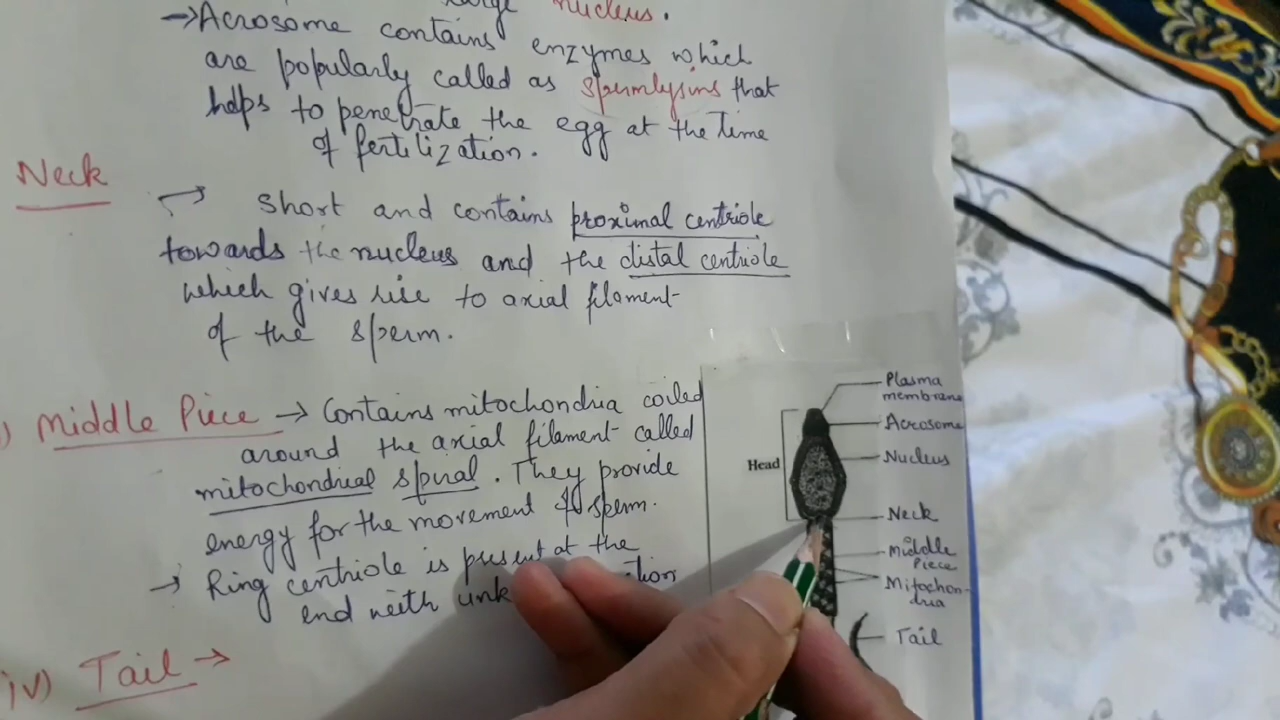 large nucleus.
→Acrosome contains enzymes which
are popularly called as spermlysins that
helps to penetrate the egg at the time
of fertilization.
Neck
→ short and contains proximal centriole
towards the nucleus and the distal centriole
which gives rise to axial filament
of the sperm.
) Middle Piece → Contains mitochondria coiled
around the axial filament called
mitochondrial spiral. They provide
energy for the movement of sperm.
→ Ring centriole is present at the
end with
iv) Tail →
Plasma
membrane
Acrosome
Head
Nucleus
Neck
Middle
Piece
Mitochon-
dria
Tail